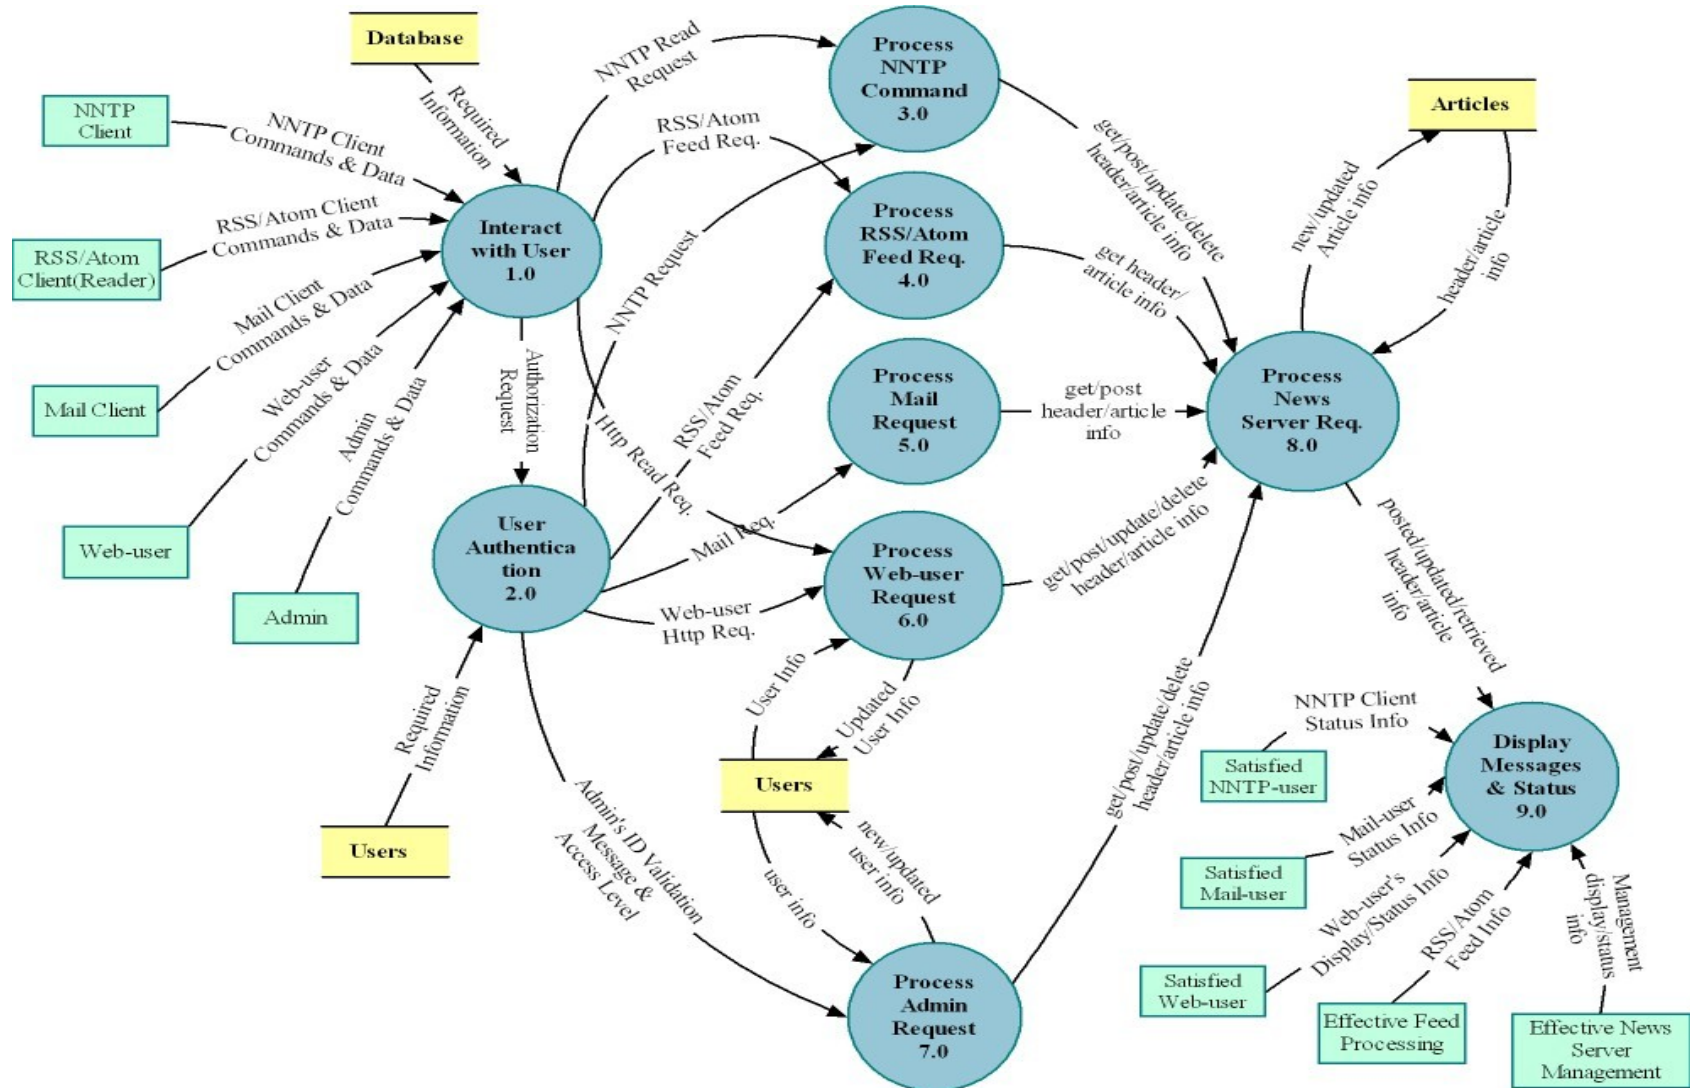 Database
NNTP
Client
RSS/Atom
Client(Reader)
Mail Client
Web-user
Admin
Required
Information
NNTP Client
Commands & Data
RSS/Atom Client
Commands & Data
Mail Client
Commands & Data
Web-user
Commands & Data
Admin
Commands & Data
Interact
with User
1.0
Authorization
Request
User
Authentica
tion
2.0
Required
Information
Users
NNTP Read
Request
RSS/Atom
Feed Req.
NNTP Request
RSS/Atom
Feed Req.
Http Read Req.
Mail Req.
Web-user
Http Req.
Admin's ID Validation
Message &
Access Level
Process
NNTP
Command
3.0
Process
RSS/Atom
Feed Req.
4.0
Process
Mail
Request
5.0
Process
Web-user
Request
6.0
User Info
Updated
User Info
Users
user info
new/updated
user info
Process
Admin
Request
7.0
get/post/update/delete
header/article info
get header/
article info
get/post
header/article
info
get/post/update/delete
header/article info
get/post/update/delete
header/article info
Articles
new/updated
Article info
header/article
info
Process
News
Server Req.
8.0
posted/updated/retrieved
header/article
info
Display
Messages
& Status
9.0
NNTP Client
Status Info
Satisfied
NNTP-user
Mail-user
Status Info
Satisfied
Mail-user
Web-user's
Display/Status Info
Satisfied
Web-user
RSS/Atom
Feed Info
Effective Feed
Processing
Management
display/status
info
Effective News
Server
Management